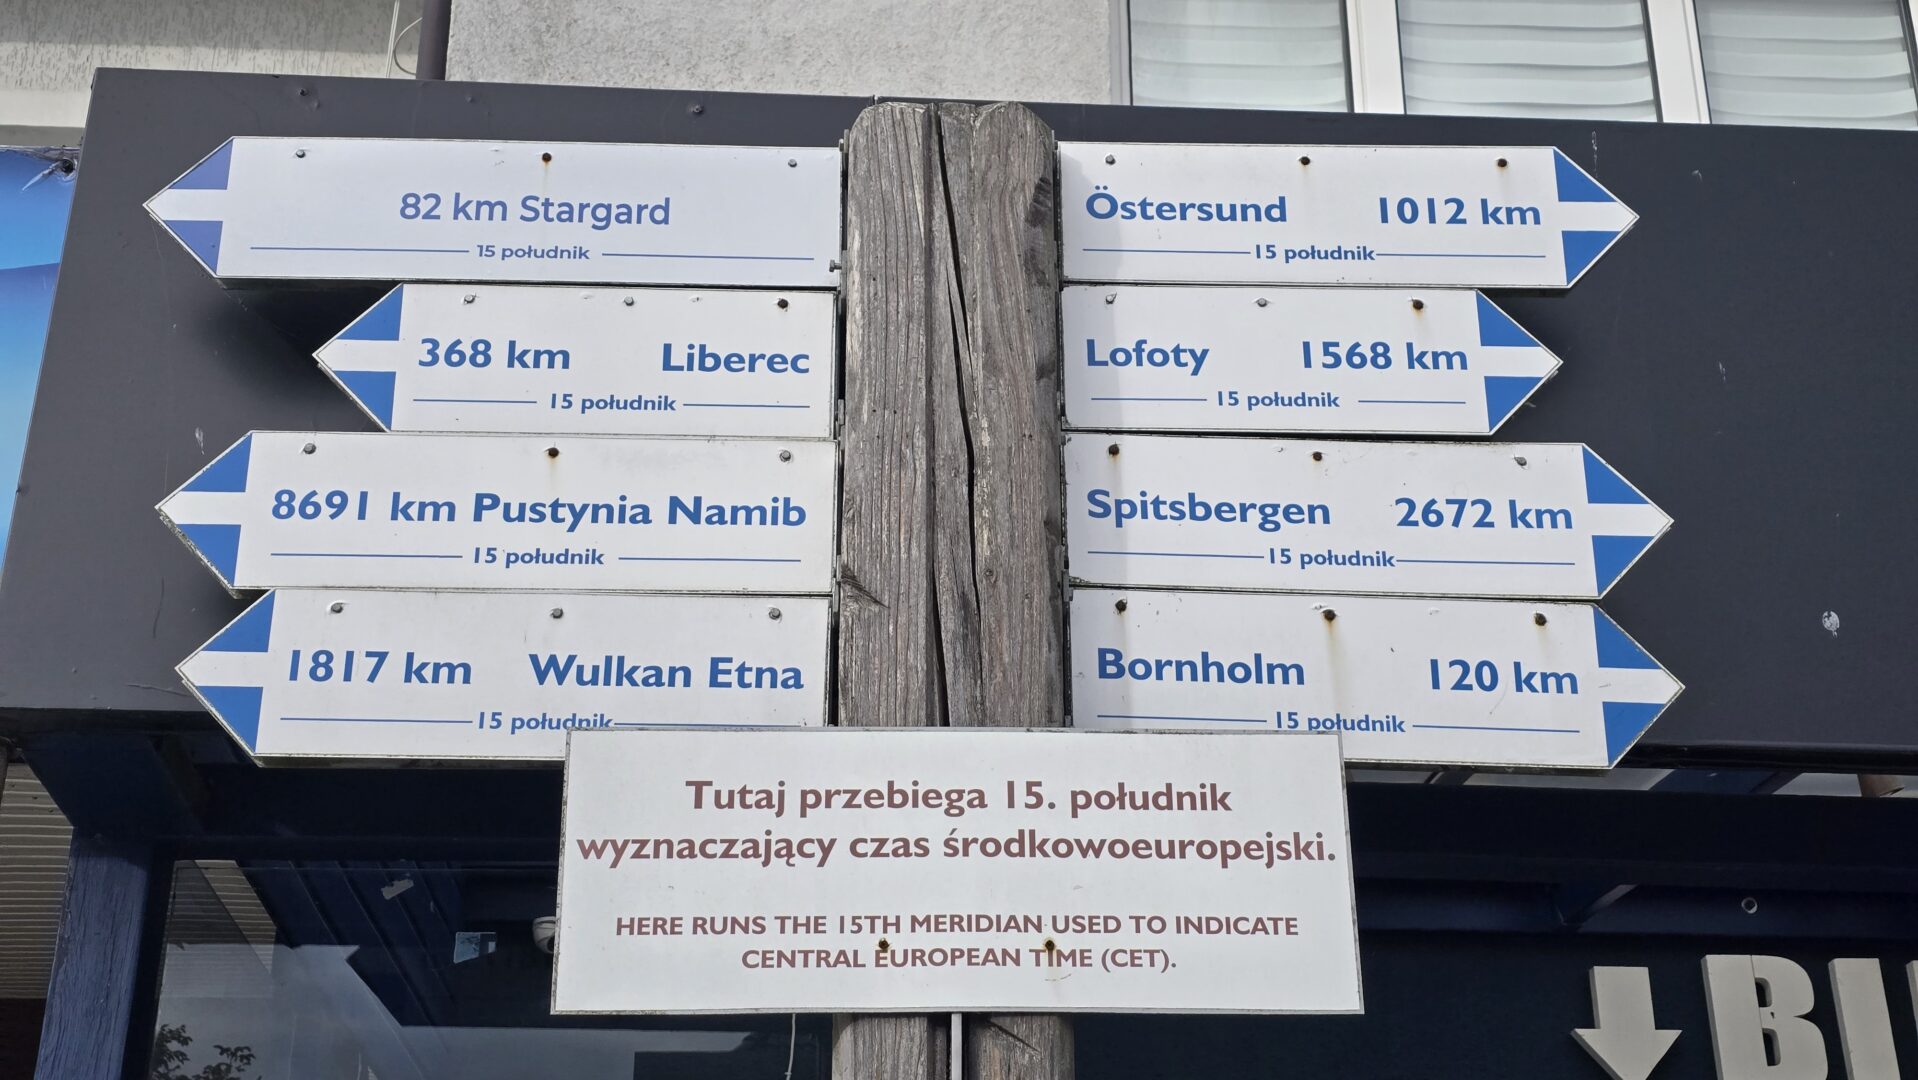 82 km Stargard
15 południk
368 km Liberec
15 południk
8691 km Pustynia Namib
15 południk
1817 km Wulkan Etna
15 południk
Östersund 1012 km
15 południk
Lofoty 1568 km
15 południk
Spitsbergen 2672 km
15 południk
Bornholm 120 km
15 południk
Tutaj przebiega 15. południk
wyznaczający czas środkowoeuropejski.
HERE RUNS THE 15TH MERIDIAN USED TO INDICATE
CENTRAL EUROPEAN TIME (CET).